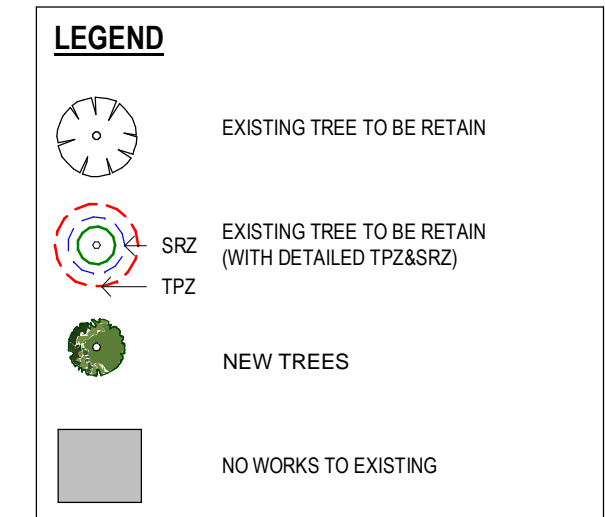 LEGEND
EXISTING TREE TO BE RETAIN
SRZ
TPZ
EXISTING TREE TO BE RETAIN
(WITH DETAILED TPZ&SRZ)
NEW TREES
NO WORKS TO EXISTING